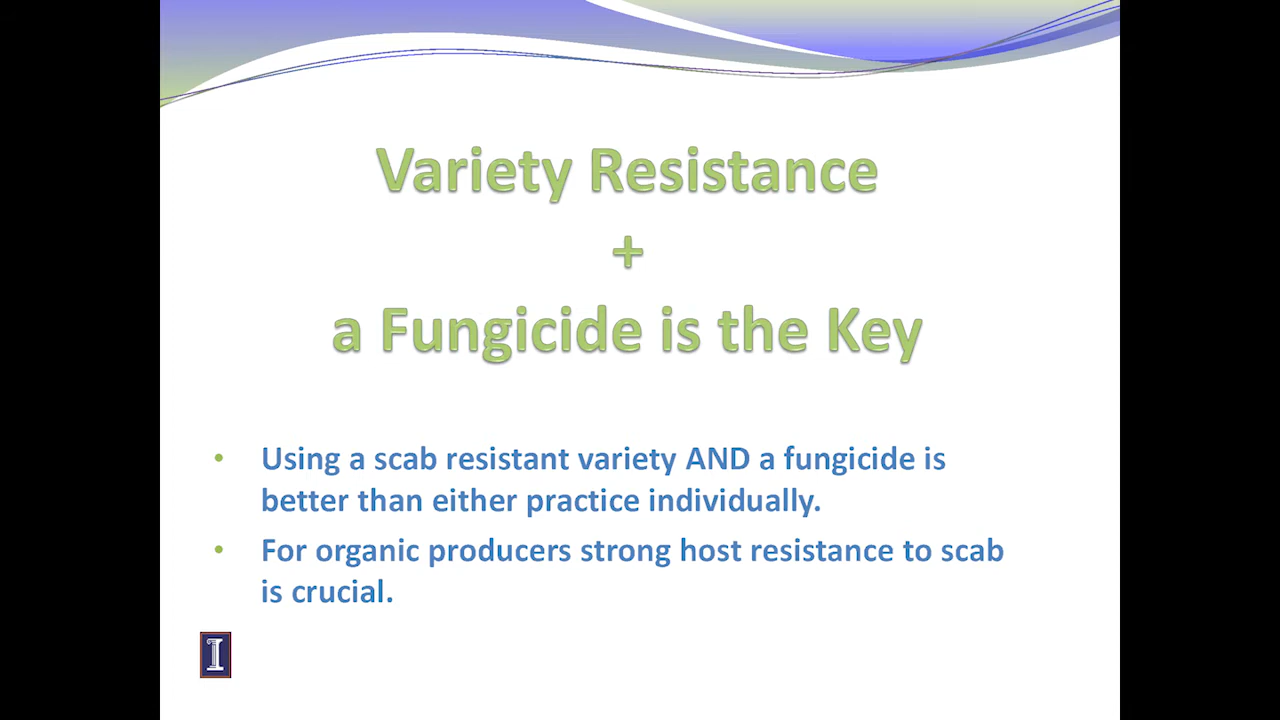 Variety Resistance
+
a Fungicide is the Key
• Using a scab resistant variety AND a fungicide is
better than either practice individually.
• For organic producers strong host resistance to scab
is crucial.
I